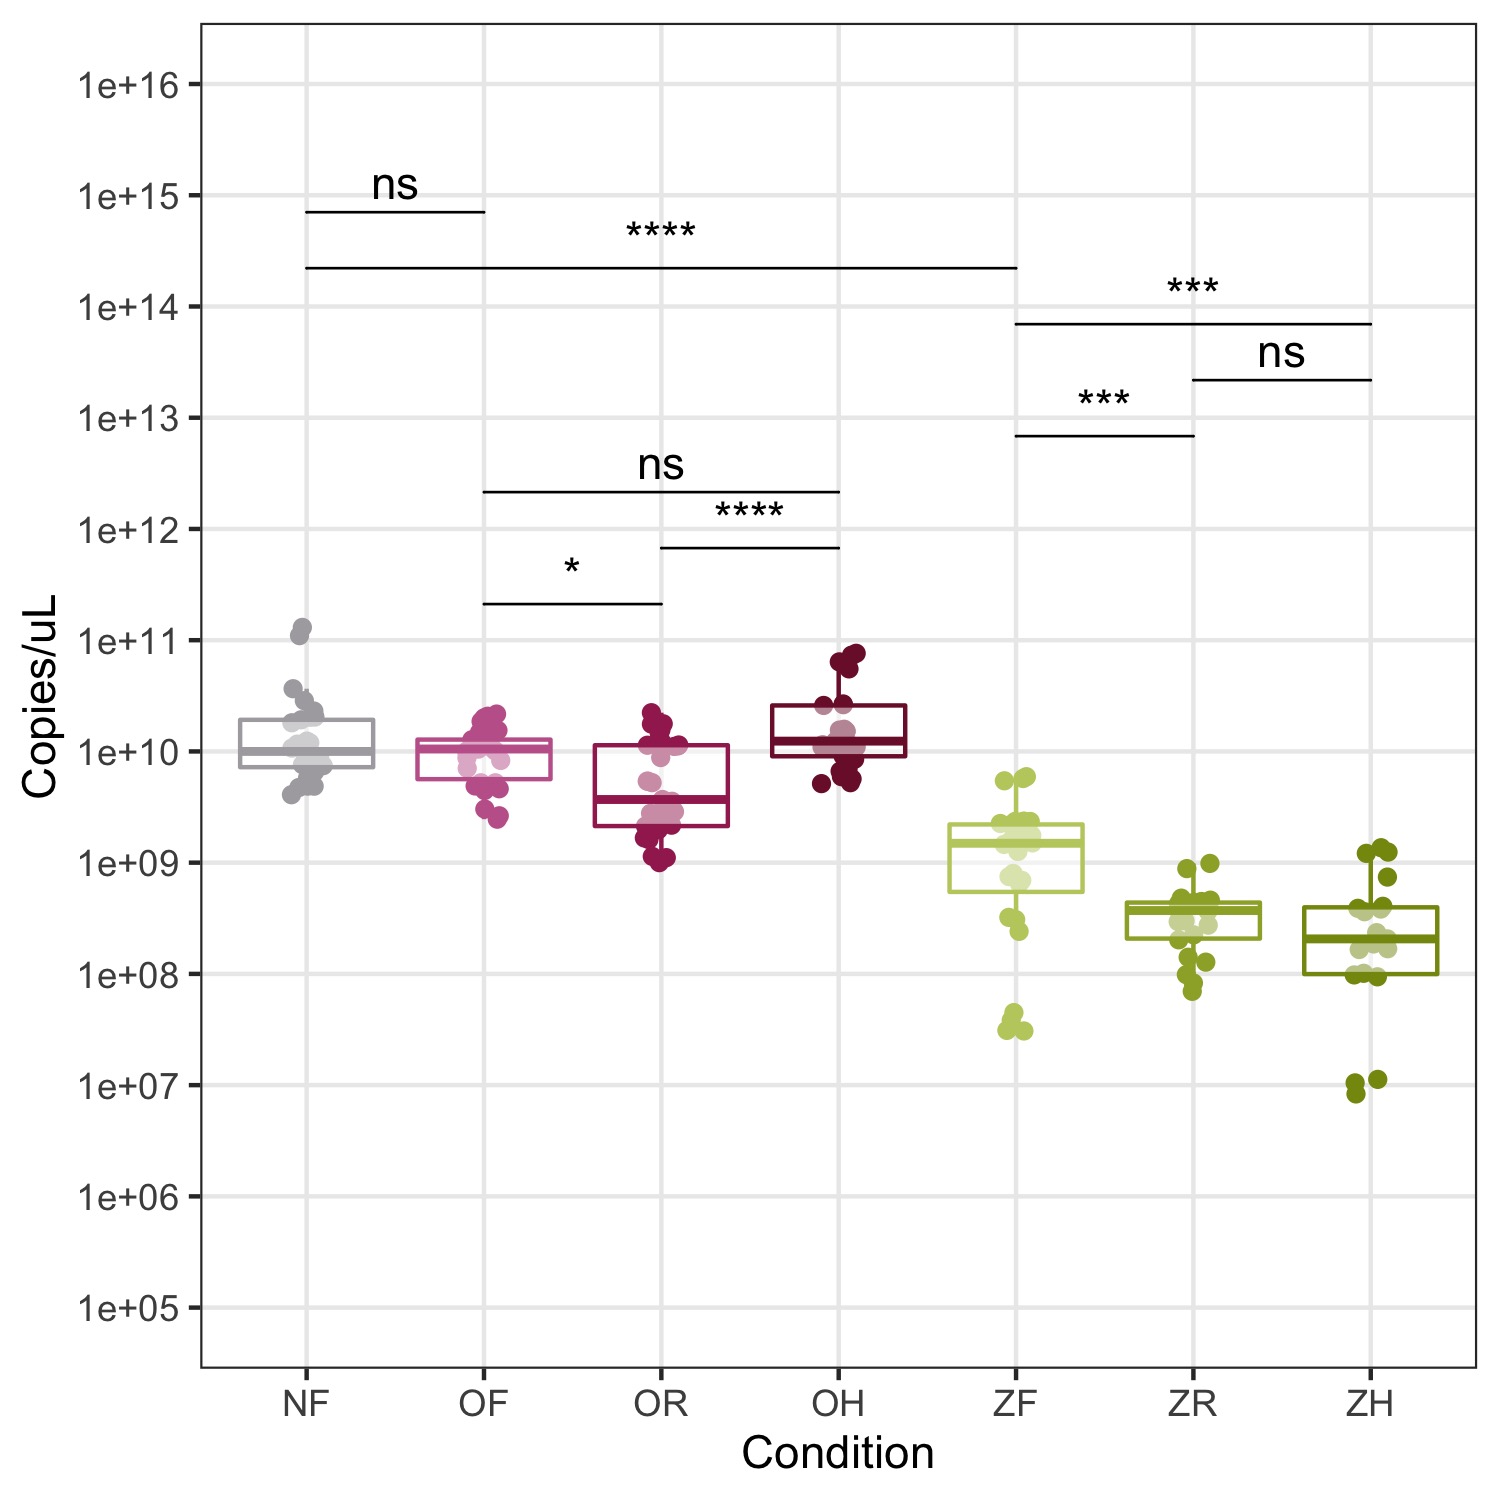 1e+16
1e+15
1e+14
1e+13
1e+12
1e+11
1e+10
1e+09
1e+08
1e+07
1e+06
1e+05
Copies/uL
ns
****
***
ns
***
ns
****
*
NF OF OR OH ZF ZR ZH
Condition